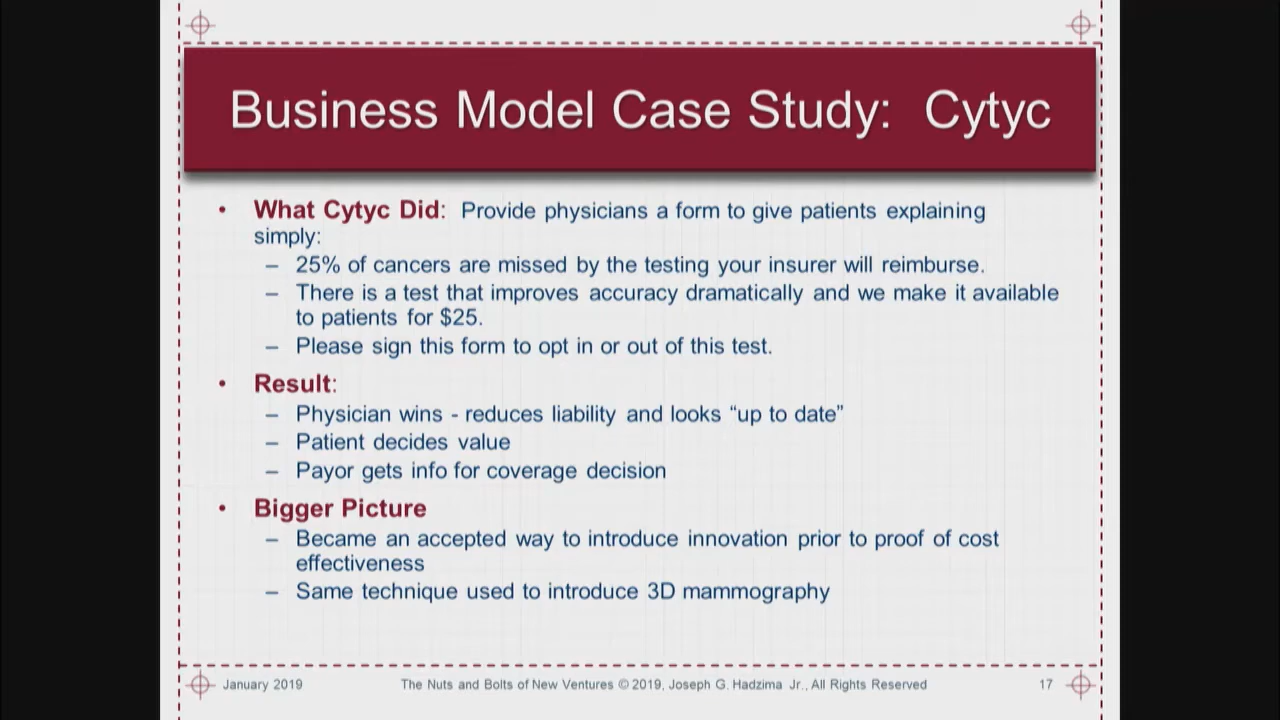 Business Model Case Study: Cytyc
• What Cytyc Did: Provide physicians a form to give patients explaining
simply:
– 25% of cancers are missed by the testing your insurer will reimburse.
– There is a test that improves accuracy dramatically and we make it available
to patients for $25.
– Please sign this form to opt in or out of this test.
• Result:
– Physician wins - reduces liability and looks “up to date”
– Patient decides value
– Payor gets info for coverage decision
• Bigger Picture
– Became an accepted way to introduce innovation prior to proof of cost
effectiveness
– Same technique used to introduce 3D mammography
January 2019 The Nuts and Bolts of New Ventures © 2019, Joseph G. Hadzima Jr., All Rights Reserved 17